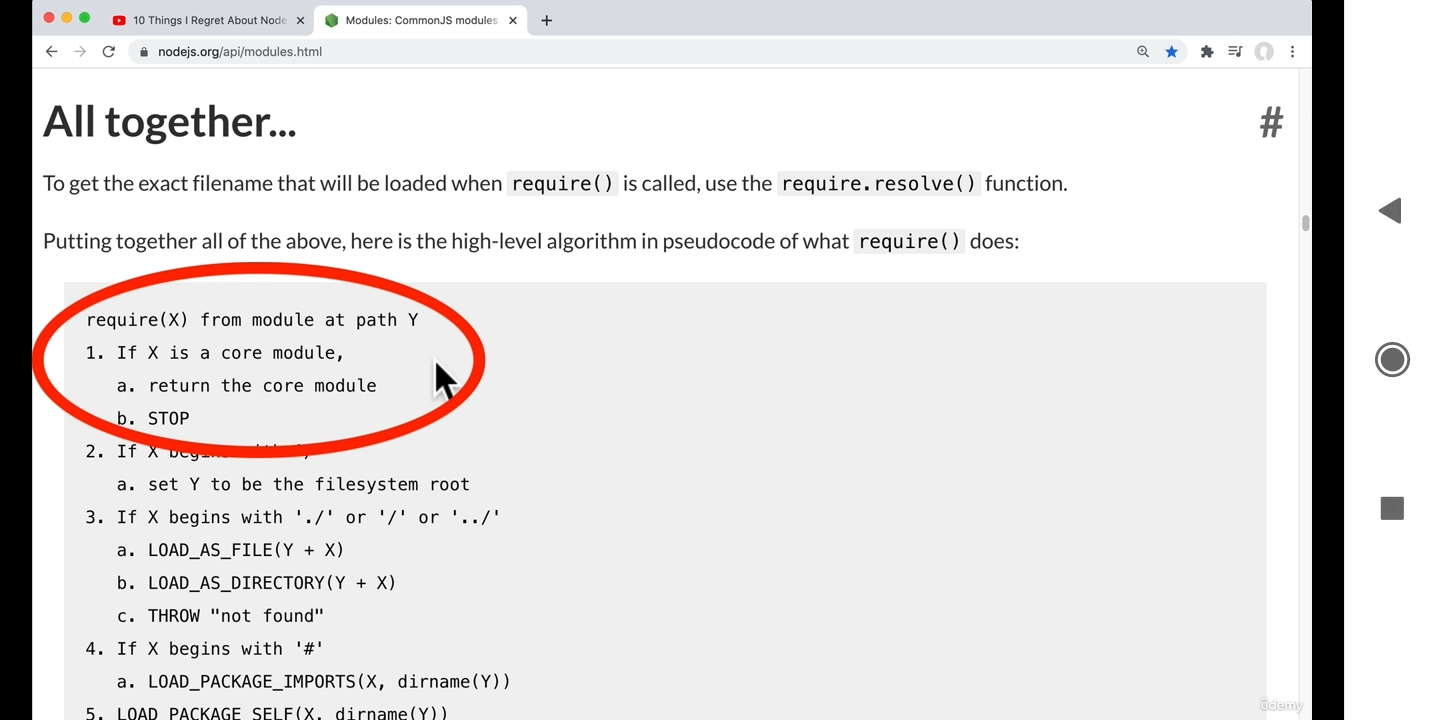 10 Things I Regret About Node
Modules: CommonJS modules
nodejs.org/api/modules.html
All together...
#
To get the exact filename that will be loaded when require() is called, use the require.resolve() function.
Putting together all of the above, here is the high-level algorithm in pseudocode of what require() does:
require(X) from module at path Y
1. If X is a core module,
a. return the core module
b. STOP
2. If X begins
a. set Y to be the filesystem root
3. If X begins with './' or '/' or '../'
a. LOAD_AS_FILE(Y + X)
b. LOAD_AS_DIRECTORY(Y + X)
c. THROW "not found"
4. If X begins with '#'
a. LOAD_PACKAGE_IMPORTS(X, dirname(Y))
5. LOAD_PACKAGE_SELF(X, dirname(Y))
ûdemy